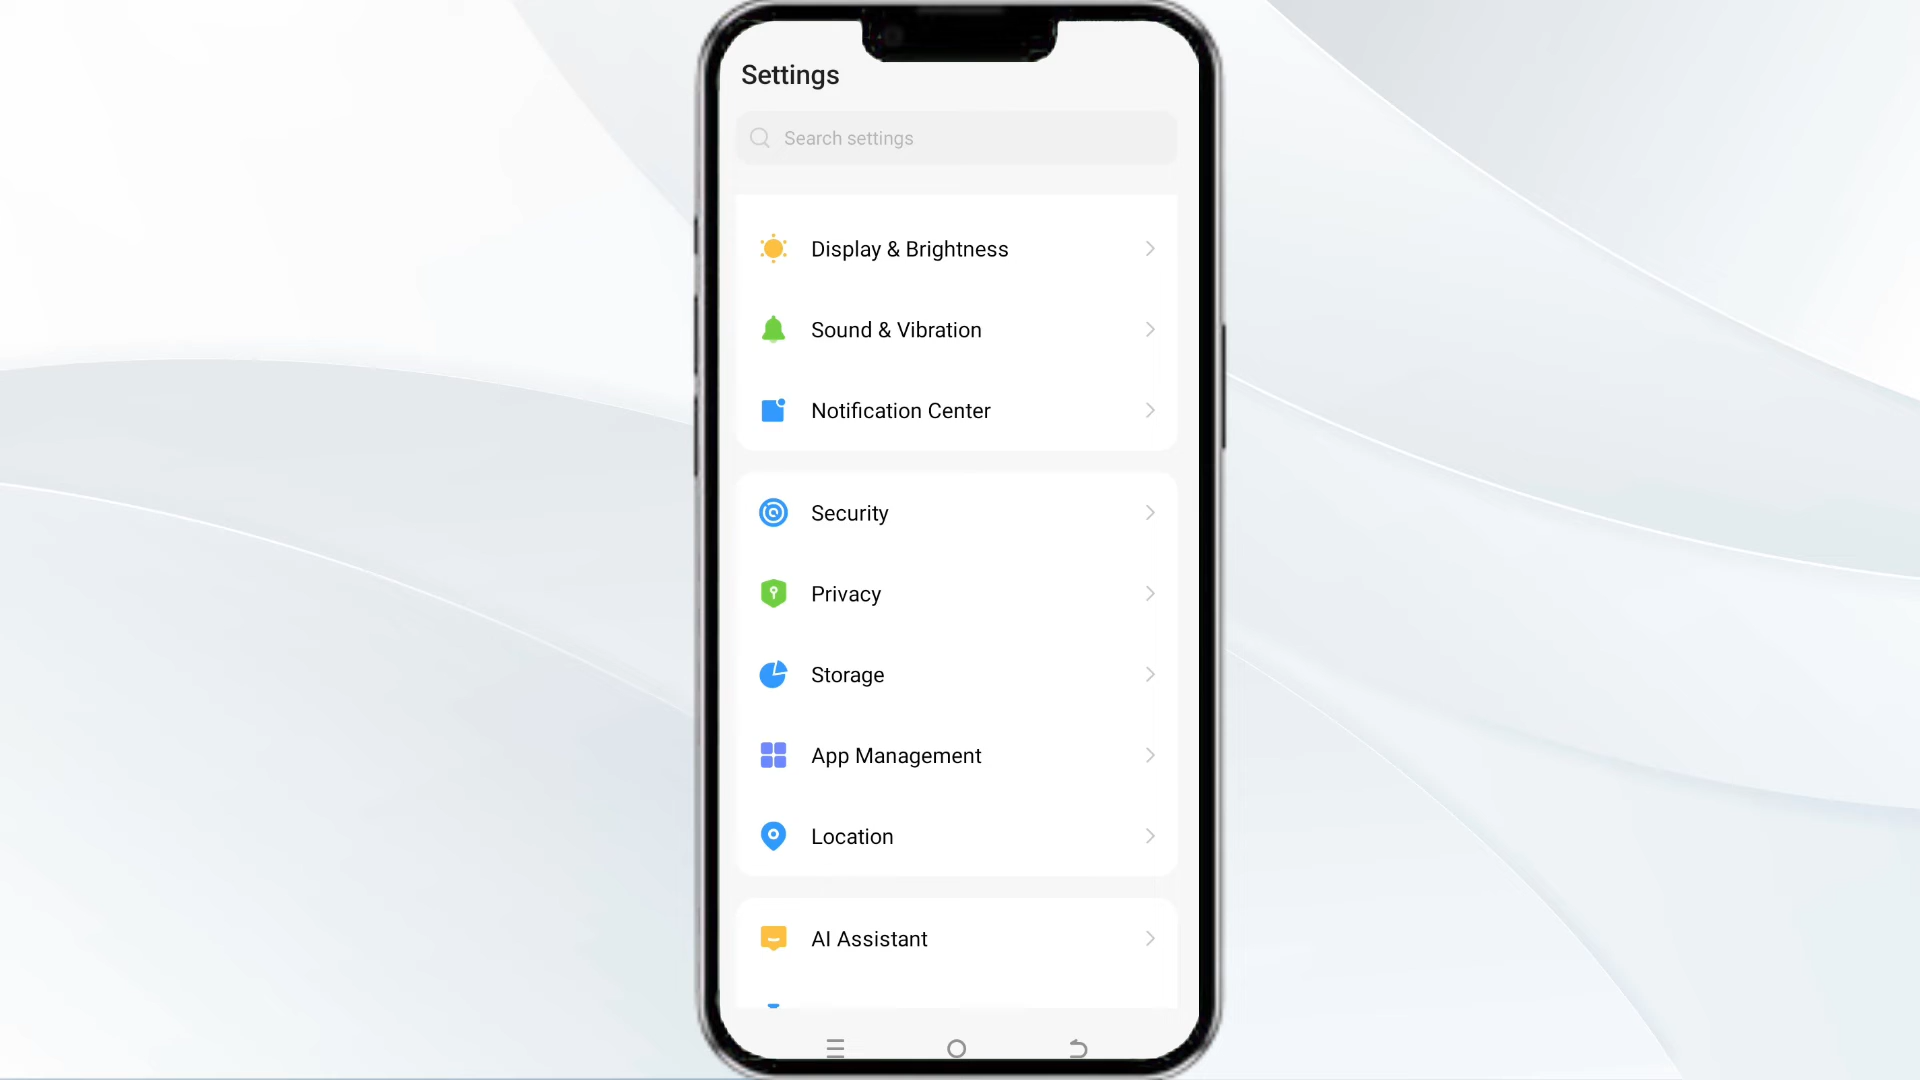 Settings
Search settings
Display & Brightness
Sound & Vibration
Notification Center
Security
Privacy
Storage
App Management
Location
AI Assistant